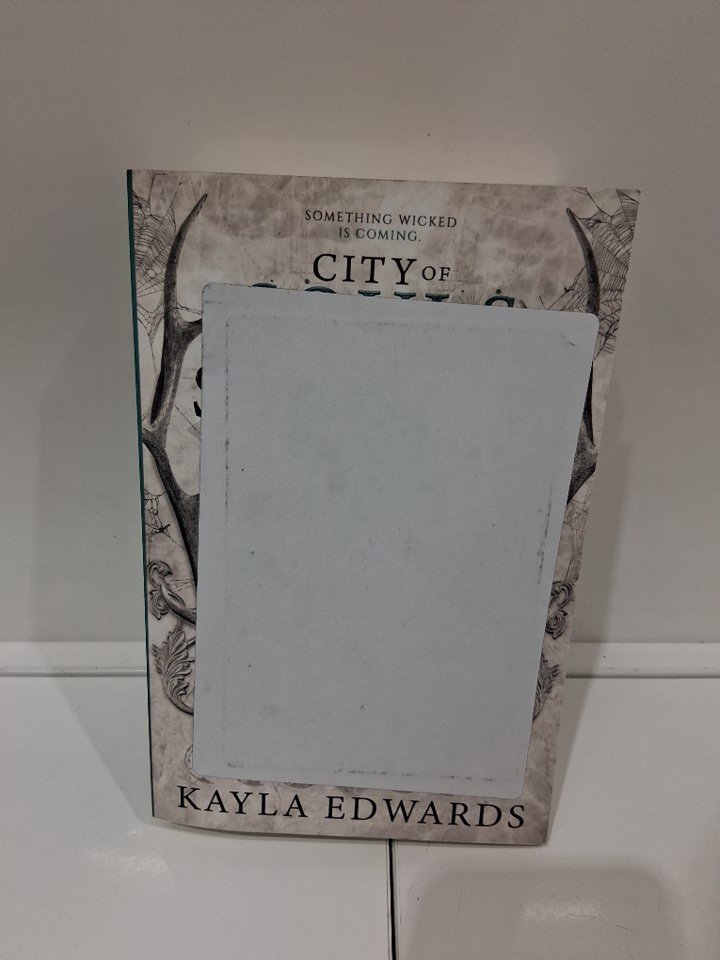 SOMETHING WICKED
IS COMING.
CITY OF
KAYLA EDWARDS